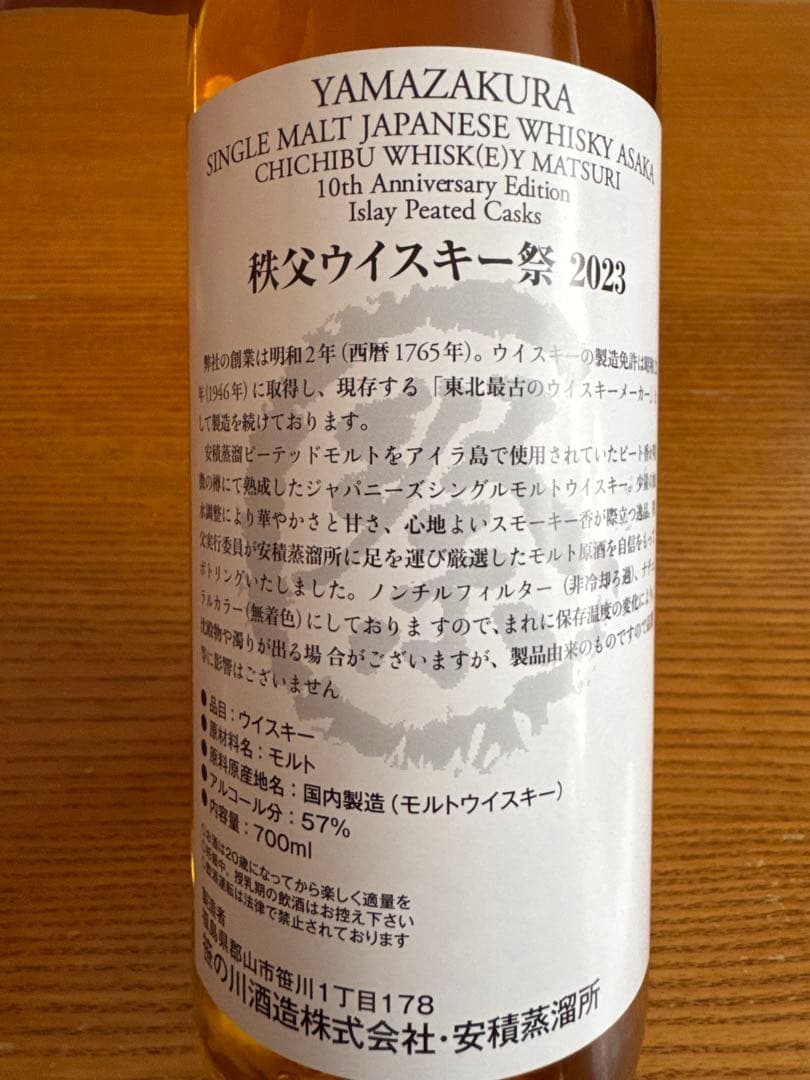 YAMAZAKURA
SINGLE MALT JAPANESE WHISKY ASAKA
CHICHIBU WHISK(E)Y MATSURI
10th Anniversary Edition
Islay Peated Casks
秩父ウイスキー祭 2023
弊社の創業は明和2年(西暦1765年)。ウイスキーの製造免許は
年(1946年)に取得し、現存する「東北最古のウイスキーメーカー」
して製造を続けております。
安積蒸溜ピーテッドモルトをアイラ島で使用されていたピート香
樽にて熟成したジャパニーズシングルモルトウイスキー。少量の
水調整により華やかさと甘さ、心地よいスモーキー香が際立つ逸品。
父実行委員が安積蒸溜所に足を運び厳選したモルト原酒を自信をもって
ボトリングいたしました。ノンチルフィルター(非冷却ろ過)、ナチュ
ラルカラー(無着色)にしておりますので、まれに保存温度の変化により、
沈殿物や濁りが出る場合がございますが、製品由来のものですので品質
等に影響はございません
●品目:ウイスキー
●原材料名:モルト
●原料原産地名:国内製造(モルトウイスキー)
●アルコール分:57%
●内容量:700ml
お酒は20歳になってから楽しく適量を
妊娠中、授乳期の飲酒はお控え下さい
飲酒運転は法律で禁止されております
製造者
福島県郡山市笹川1丁目178
笹の川酒造株式会社・安積蒸溜所